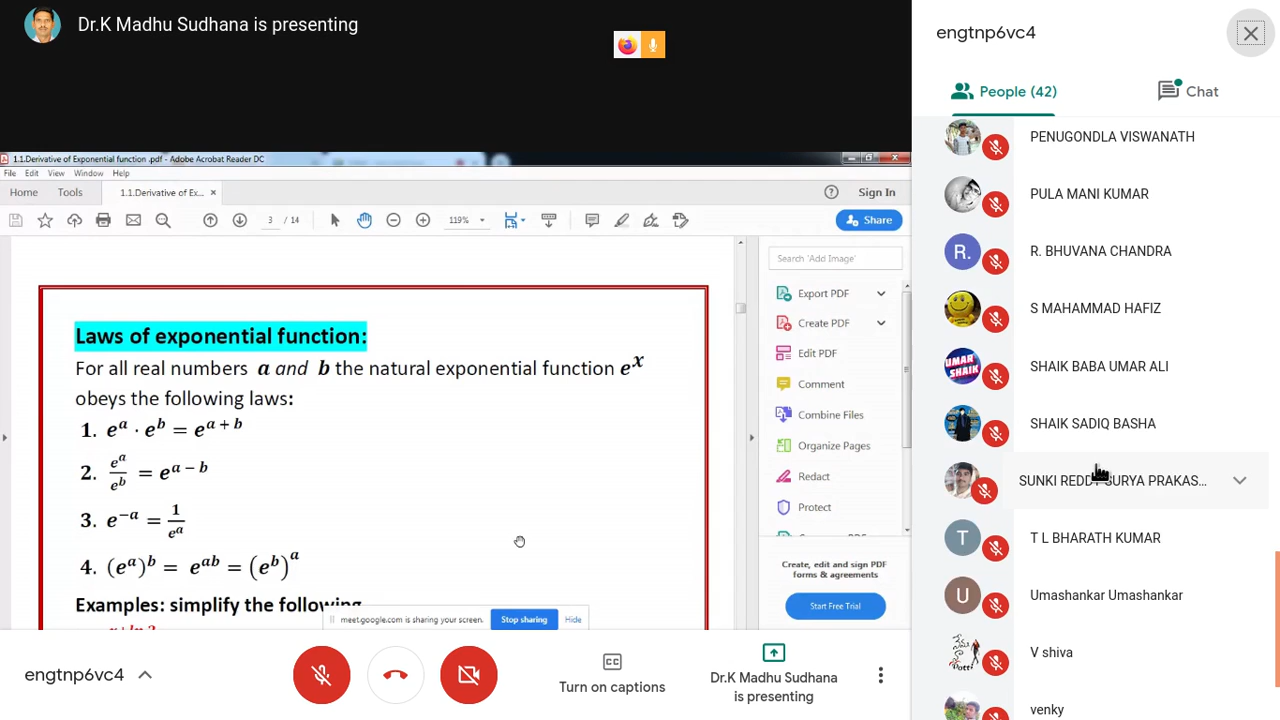 Dr.K Madhu Sudhana is presenting
engtnp6vc4
People (42)
Chat
1.1.Derivative of Exponential function .pdf - Adobe Acrobat Reader DC
File Edit View Window Help
Home Tools 1.1.Derivative of Ex... × Sign In
3 / 14 119% Share
Search 'Add Image'
Export PDF
Create PDF
Edit PDF
Comment
Combine Files
Organize Pages
Redact
Protect
Create, edit and sign PDF
forms & agreements
Start Free Trial
Laws of exponential function:
For all real numbers a and b the natural exponential function e^x
obeys the following laws:
1. e^a · e^b = e^(a + b)
2. e^a/e^b = e^(a − b)
3. e^(−a) = 1/e^a
4. (e^a)^b = e^(ab) = (e^b)^a
Examples: simplify the following
meet.google.com is sharing your screen. Stop sharing Hide
PENUGONDLA VISWANATH
PULA MANI KUMAR
R. R. BHUVANA CHANDRA
S MAHAMMAD HAFIZ
UMAR SHAIK SHAIK BABA UMAR ALI
SHAIK SADIQ BASHA
SUNKI REDDY SURYA PRAKAS...
T T L BHARATH KUMAR
U Umashankar Umashankar
V shiva
venky
engtnp6vc4
Turn on captions
Dr.K Madhu Sudhana
is presenting